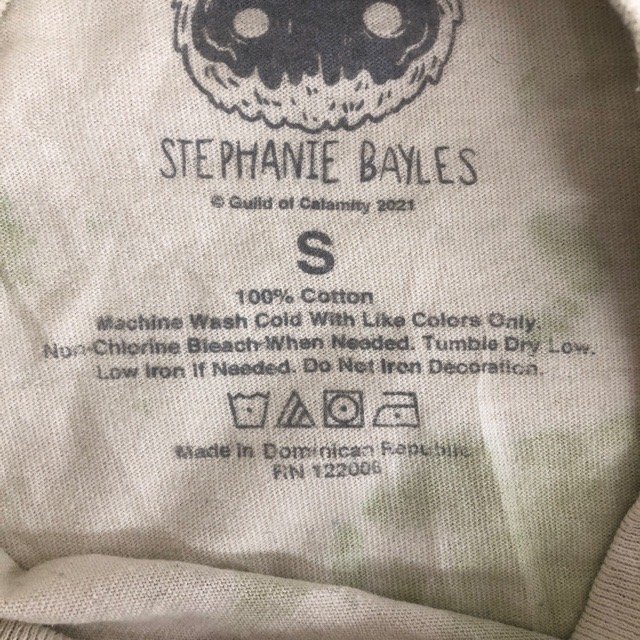 STEPHANIE BAYLES
© Guild of Calamity 2021
S
100% Cotton
Machine Wash Cold With Like Colors Only.
Non-Chlorine Bleach When Needed. Tumble Dry Low.
Low Iron If Needed. Do Not Iron Decoration.
Made in Dominican Republic
RN 122006